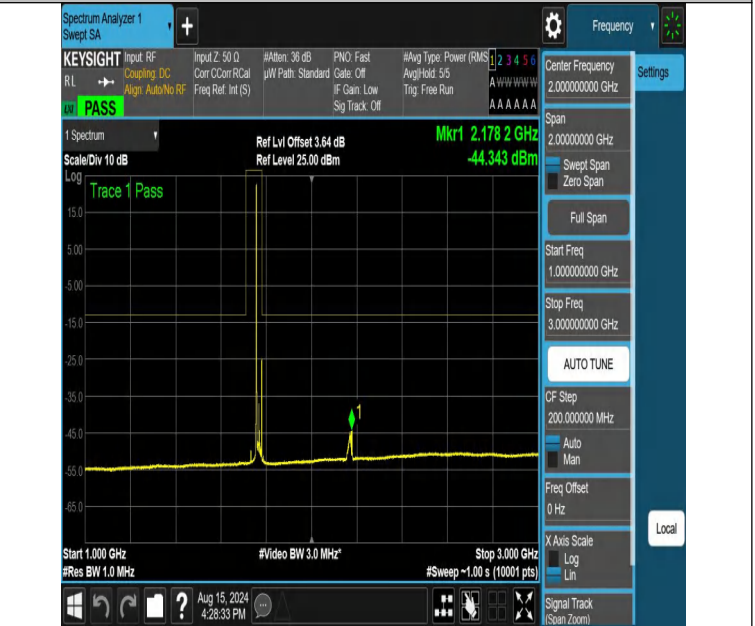 Spectrum Analyzer 1
Swept SA
+
Frequency
KEYSIGHT
RL
PASS
Input: RF
Coupling: DC
Align: Auto/No RF
Input Z: 50 Ω
Corr CCorr RCal
Freq Ref: Int (S)
#Atten: 36 dB
µW Path: Standard
PNO: Fast
Gate: Off
IF Gain: Low
Sig Track: Off
#Avg Type: Power (RMS
Avg|Hold: 5/5
Trig: Free Run
1 2 3 4 5 6
A W W W W W
A A A A A A
1 Spectrum
Scale/Div 10 dB
Ref Lvl Offset 3.64 dB
Ref Level 25.00 dBm
Mkr1 2.178 2 GHz
-44.343 dBm
Log
Trace 1 Pass
15.0
5.00
-5.00
-15.0
-25.0
-35.0
-45.0
-55.0
-65.0
1
Start 1.000 GHz
#Res BW 1.0 MHz
#Video BW 3.0 MHz*
Stop 3.000 GHz
#Sweep ~1.00 s (10001 pts)
Center Frequency
2.000000000 GHz
Settings
Span
2.00000000 GHz
Swept Span
Zero Span
Full Span
Start Freq
1.000000000 GHz
Stop Freq
3.000000000 GHz
AUTO TUNE
CF Step
200.000000 MHz
Auto
Man
Freq Offset
0 Hz
X Axis Scale
Log
Lin
Signal Track
(Span Zoom)
Local
?
Aug 15, 2024
4:28:33 PM